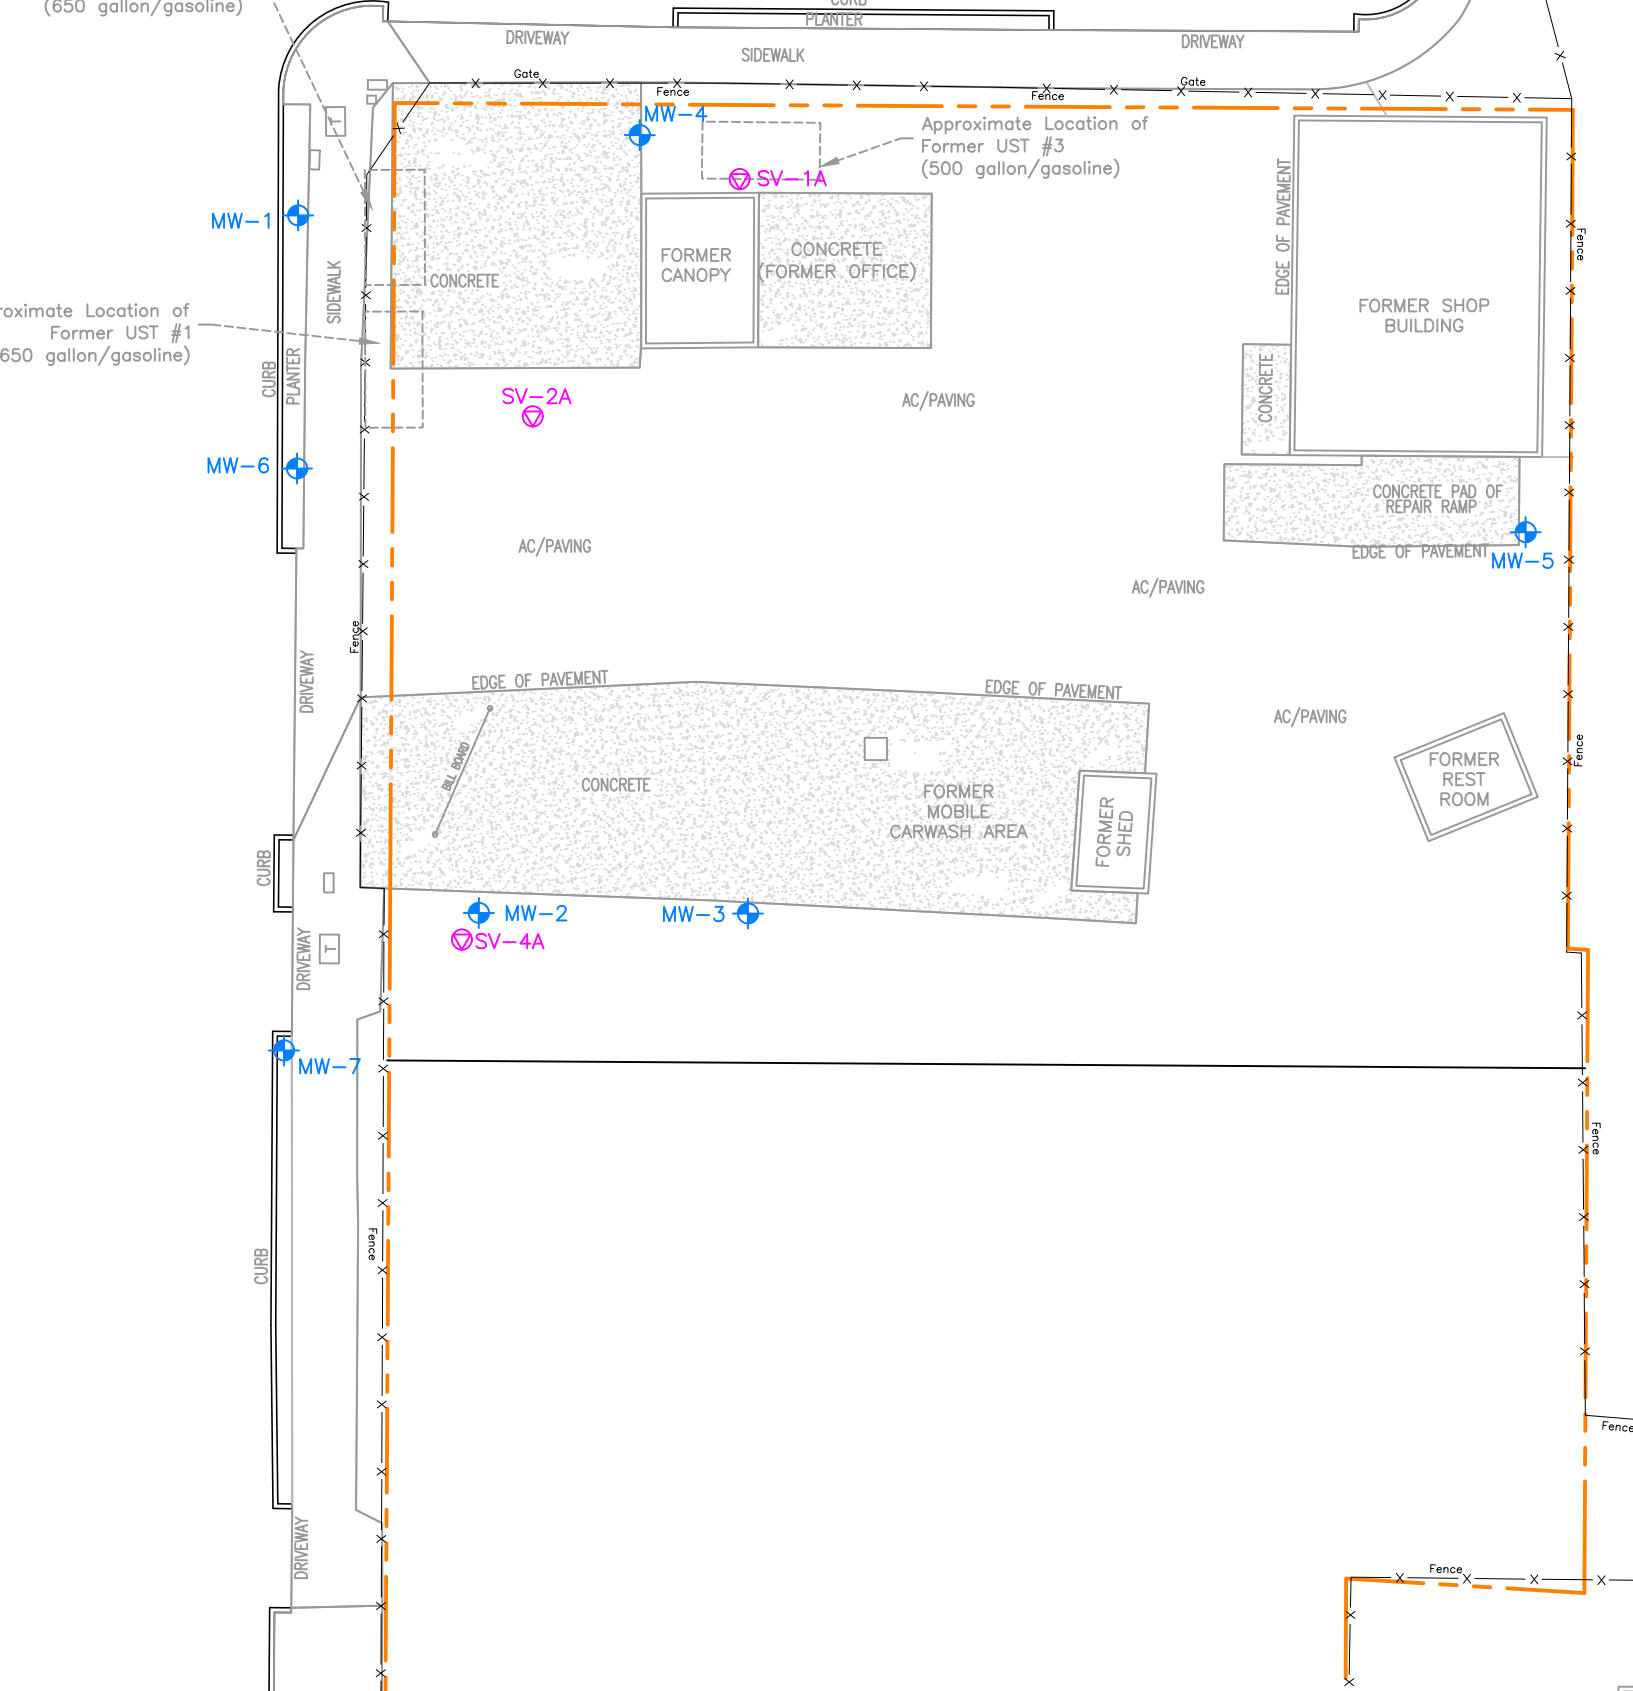 (650 gallon/gasoline)
CURB
PLANTER
DRIVEWAY
SIDEWALK
DRIVEWAY
Gate
Fence
Fence
Gate
T
MW-4
Approximate Location of
Former UST #3
(500 gallon/gasoline)
SV-1A
MW-1
SIDEWALK
CONCRETE
FORMER
CANOPY
CONCRETE
(FORMER OFFICE)
EDGE OF PAVEMENT
FORMER SHOP
BUILDING
Fence
roximate Location of
Former UST #1
650 gallon/gasoline)
CURB
PLANTER
SV-2A
AC/PAVING
CONCRETE
MW-6
CONCRETE PAD OF
REPAIR RAMP
EDGE OF PAVEMENT
MW-5
AC/PAVING
AC/PAVING
Fence
DRIVEWAY
EDGE OF PAVEMENT
EDGE OF PAVEMENT
AC/PAVING
Fence
BILL BOARD
CONCRETE
FORMER
MOBILE
CARWASH AREA
FORMER
SHED
FORMER
REST
ROOM
CURB
MW-2
MW-3
SV-4A
DRIVEWAY
T
MW-7
Fence
CURB
Fence
Fence
DRIVEWAY
Fence